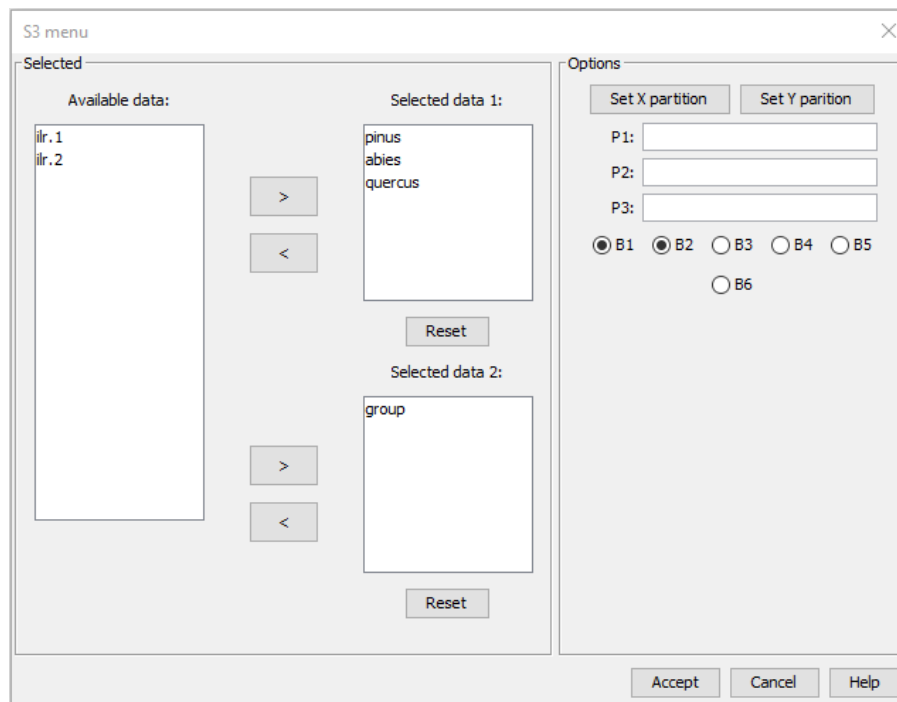 S3 menu
Selected
Available data:
ilr.1
ilr.2
>
<
>
<
Selected data 1:
pinus
abies
quercus
Reset
Selected data 2:
group
Reset
Options
Set X partition Set Y parition
P1:
P2:
P3:
B1 B2 B3 B4 B5
B6
Accept Cancel Help